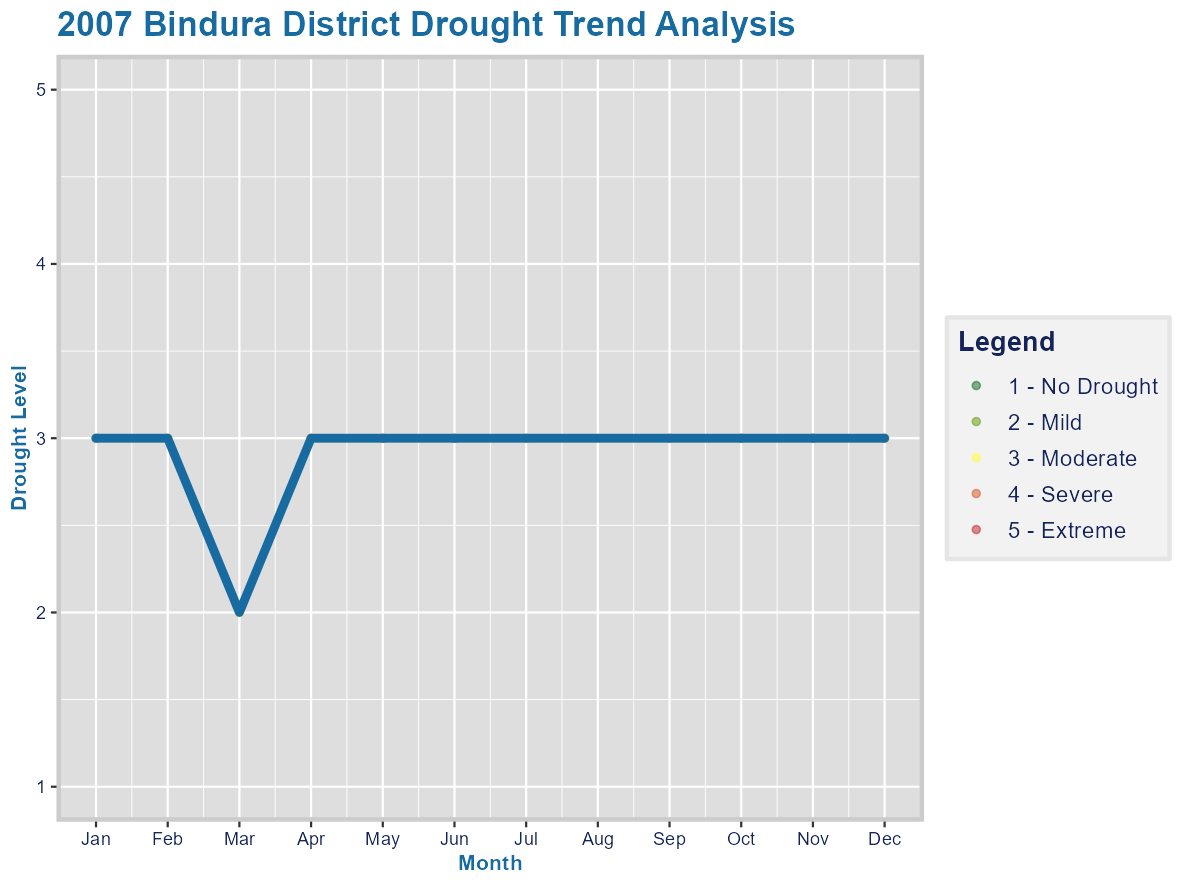 2007 Bindura District Drought Trend Analysis
Drought Level
5
4
3
2
1
Jan Feb Mar Apr May Jun Jul Aug Sep Oct Nov Dec
Month
Legend
1 - No Drought
2 - Mild
3 - Moderate
4 - Severe
5 - Extreme